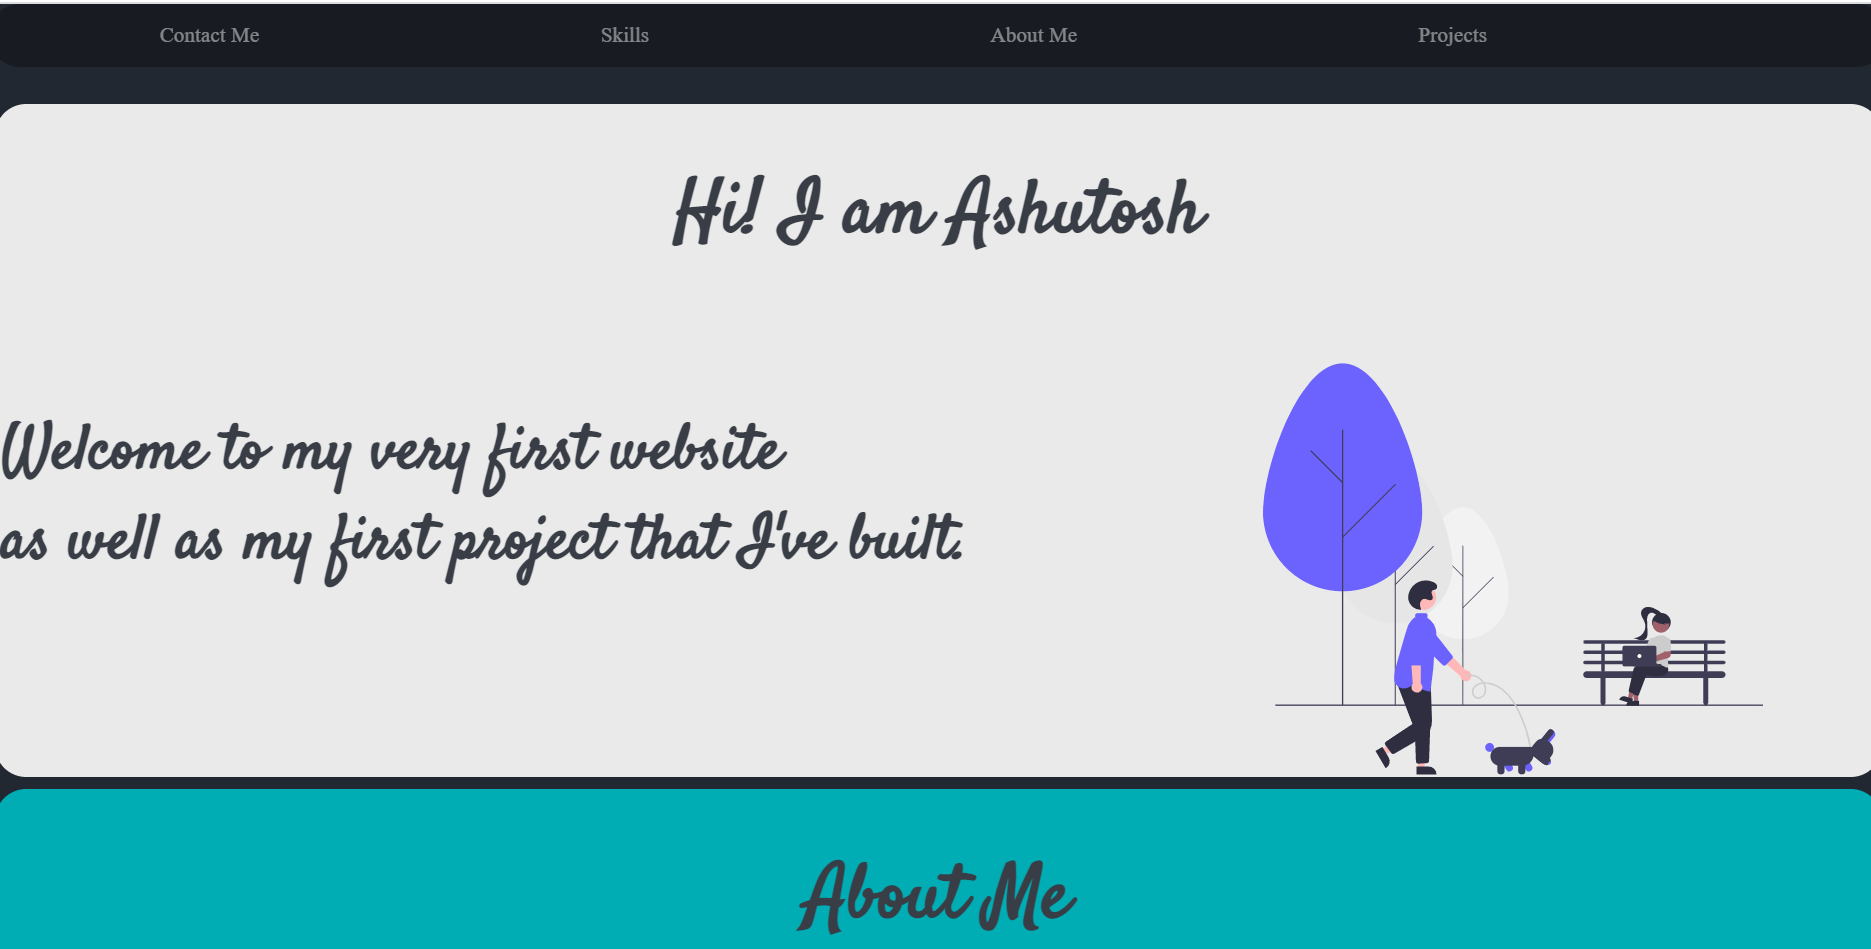 Contact Me
Skills
About Me
Projects
Hi! I am Ashutosh
Welcome to my very first website
as well as my first project that I've built.
About Me